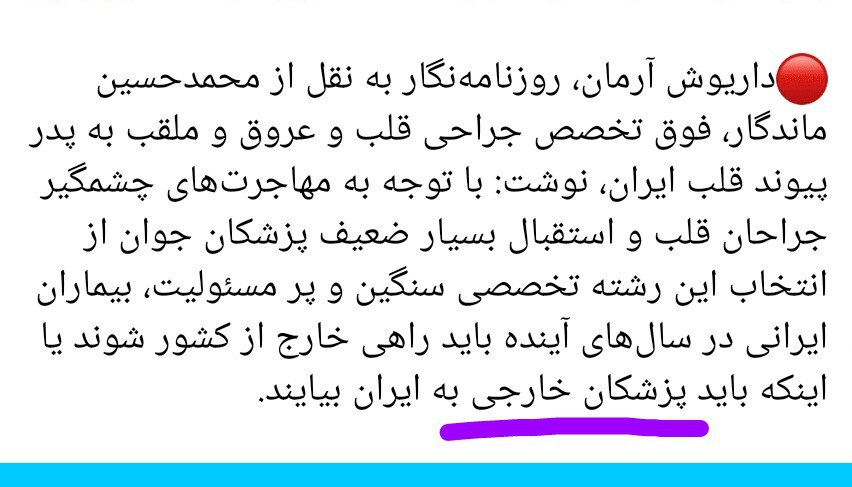 🔴داریوش آرمان، روزنامه‌نگار به نقل از محمدحسین
ماندگار، فوق تخصص جراحی قلب و عروق و ملقب به پدر
پیوند قلب ایران، نوشت: با توجه به مهاجرت‌های چشمگیر
جراحان قلب و استقبال بسیار ضعیف پزشکان جوان از
انتخاب این رشته تخصصی سنگین و پر مسئولیت، بیماران
ایرانی در سال‌های آینده باید راهی خارج از کشور شوند یا
اینکه باید پزشکان خارجی به ایران بیایند.